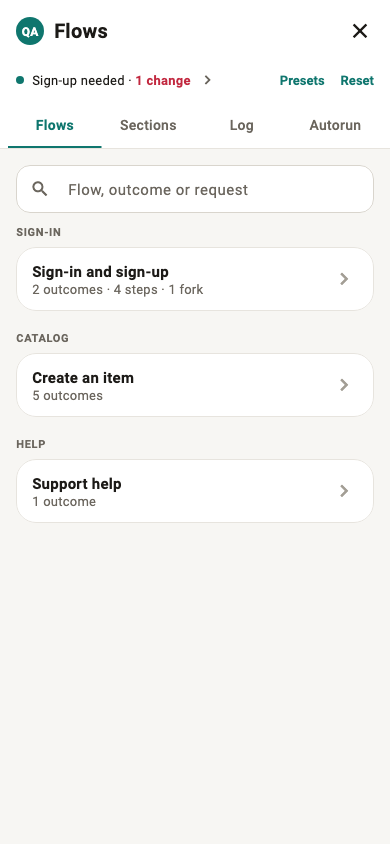 QA Flows
Sign-up needed · 1 change
Presets
Reset
Flows
Sections
Log
Autorun
Flow, outcome or request
SIGN-IN
Sign-in and sign-up
2 outcomes · 4 steps · 1 fork
CATALOG
Create an item
5 outcomes
HELP
Support help
1 outcome